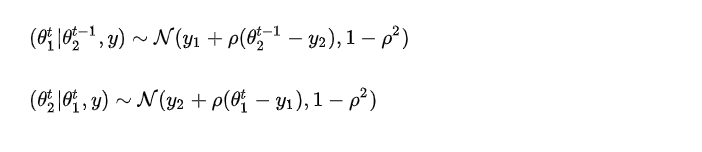 (θ₁ᵗ|θ₂ᵗ⁻¹, y) ∼ 𝒩(y₁ + ρ(θ₂ᵗ⁻¹ − y₂), 1 − ρ²)
(θ₂ᵗ|θ₁ᵗ, y) ∼ 𝒩(y₂ + ρ(θ₁ᵗ − y₁), 1 − ρ²)